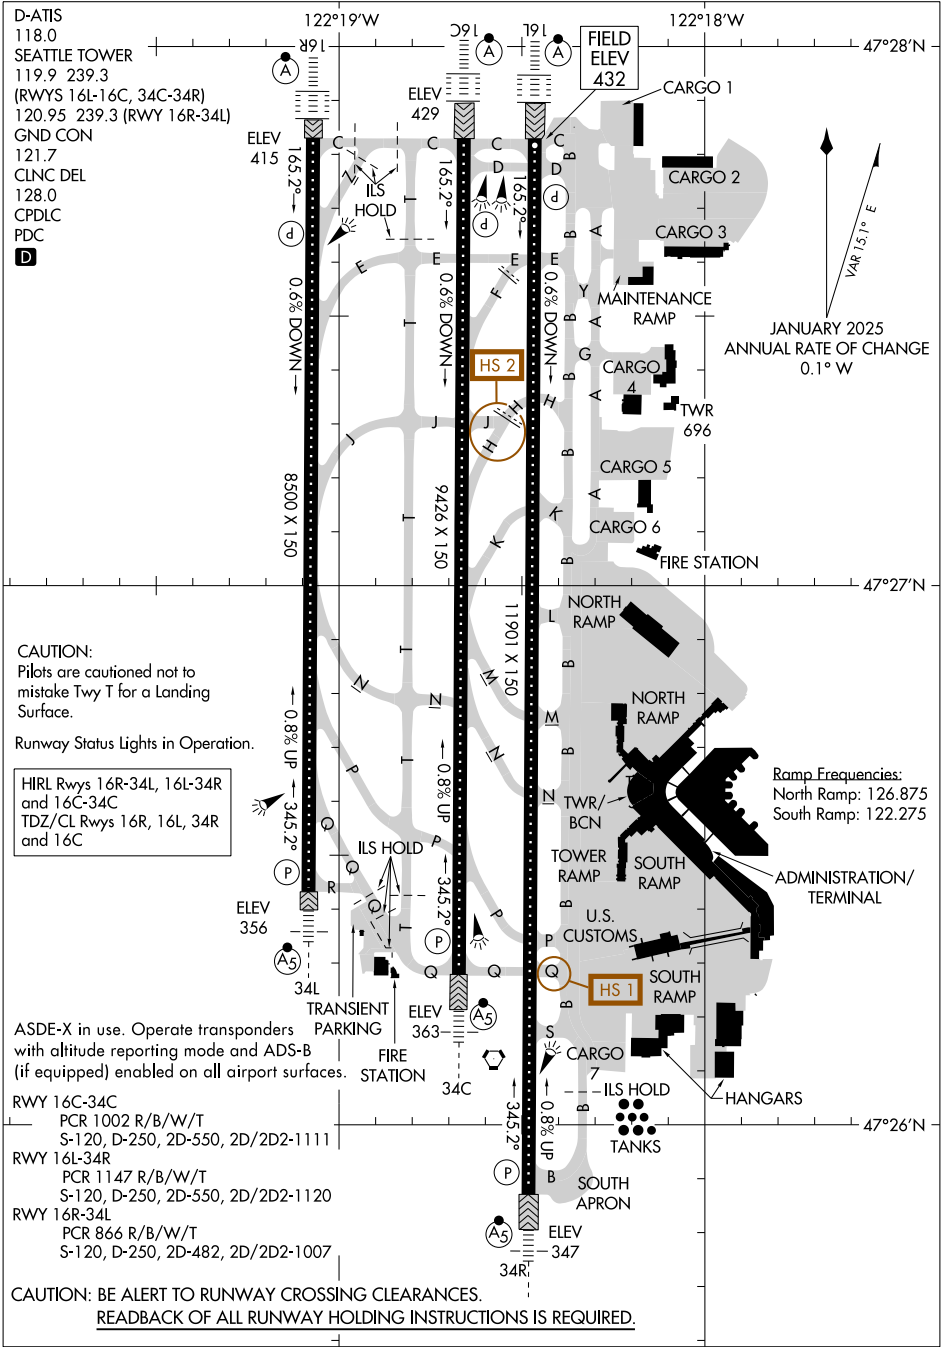 D-ATIS
118.0
SEATTLE TOWER
119.9 239.3
(RWYS 16L-16C, 34C-34R)
120.95 239.3 (RWY 16R-34L)
GND CON
121.7
CLNC DEL
128.0
CPDLC
PDC
D
122°19'W
122°18'W
47°28'N
47°27'N
47°26'N
16R
16C
16L
A
A
A
FIELD
ELEV
432
ELEV
429
ELEV
415
CARGO 1
CARGO 2
CARGO 3
MAINTENANCE
RAMP
CARGO
4
TWR
696
CARGO 5
CARGO 6
FIRE STATION
VAR 15.1° E
JANUARY 2025
ANNUAL RATE OF CHANGE
0.1° W
C
C
C
C
B
Z
D
D
ILS
HOLD
165.2°
165.2°
165.2°
P
P
P
T
B
A
E
E
E
E
F
Y
0.6% DOWN
0.6% DOWN
0.6% DOWN
T
B
A
G
HS 2
B
A
H
H
H
J
J
J
B
A
8500 X 150
9426 X 150
11901 X 150
T
K
K
B
NORTH
RAMP
L
B
T
M
M
N
N
N
N
NORTH
RAMP
B
T
CAUTION:
Pilots are cautioned not to
mistake Twy T for a Landing
Surface.
Runway Status Lights in Operation.
HIRL Rwys 16R-34L, 16L-34R
and 16C-34C
TDZ/CL Rwys 16R, 16L, 34R
and 16C
0.8% UP
0.8% UP
0.8% UP
345.2°
345.2°
345.2°
P
P
P
P
Q
Q
Q
R
ILS HOLD
T
TWR/
BCN
TOWER
RAMP
SOUTH
RAMP
Ramp Frequencies:
North Ramp: 126.875
South Ramp: 122.275
ADMINISTRATION/
TERMINAL
U.S.
CUSTOMS
SOUTH
RAMP
P
P
Q
Q
Q
HS 1
B
S
ELEV
356
A5
34L
TRANSIENT
PARKING
FIRE
STATION
ELEV
363
A5
34C
CARGO
7
HANGARS
ILS HOLD
B
TANKS
P
B
SOUTH
APRON
A5
ELEV
347
34R
ASDE-X in use. Operate transponders
with altitude reporting mode and ADS-B
(if equipped) enabled on all airport surfaces.
RWY 16C-34C
PCR 1002 R/B/W/T
S-120, D-250, 2D-550, 2D/2D2-1111
RWY 16L-34R
PCR 1147 R/B/W/T
S-120, D-250, 2D-550, 2D/2D2-1120
RWY 16R-34L
PCR 866 R/B/W/T
S-120, D-250, 2D-482, 2D/2D2-1007
CAUTION: BE ALERT TO RUNWAY CROSSING CLEARANCES.
READBACK OF ALL RUNWAY HOLDING INSTRUCTIONS IS REQUIRED.